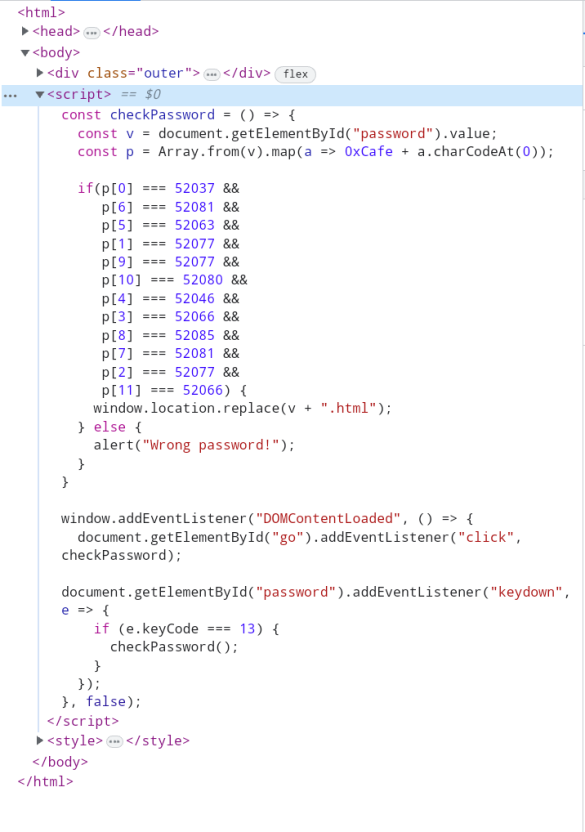 <html>
<head> ••• </head>
<body>
<div class="outer"> ••• </div> flex
••• <script> == $0
const checkPassword = () => {
const v = document.getElementById("password").value;
const p = Array.from(v).map(a => 0xCafe + a.charCodeAt(0));
if(p[0] === 52037 &&
p[6] === 52081 &&
p[5] === 52063 &&
p[1] === 52077 &&
p[9] === 52077 &&
p[10] === 52080 &&
p[4] === 52046 &&
p[3] === 52066 &&
p[8] === 52085 &&
p[7] === 52081 &&
p[2] === 52077 &&
p[11] === 52066) {
window.location.replace(v + ".html");
} else {
alert("Wrong password!");
}
}
window.addEventListener("DOMContentLoaded", () => {
document.getElementById("go").addEventListener("click",
checkPassword);
document.getElementById("password").addEventListener("keydown",
e => {
if (e.keyCode === 13) {
checkPassword();
}
});
}, false);
</script>
<style> ••• </style>
</body>
</html>